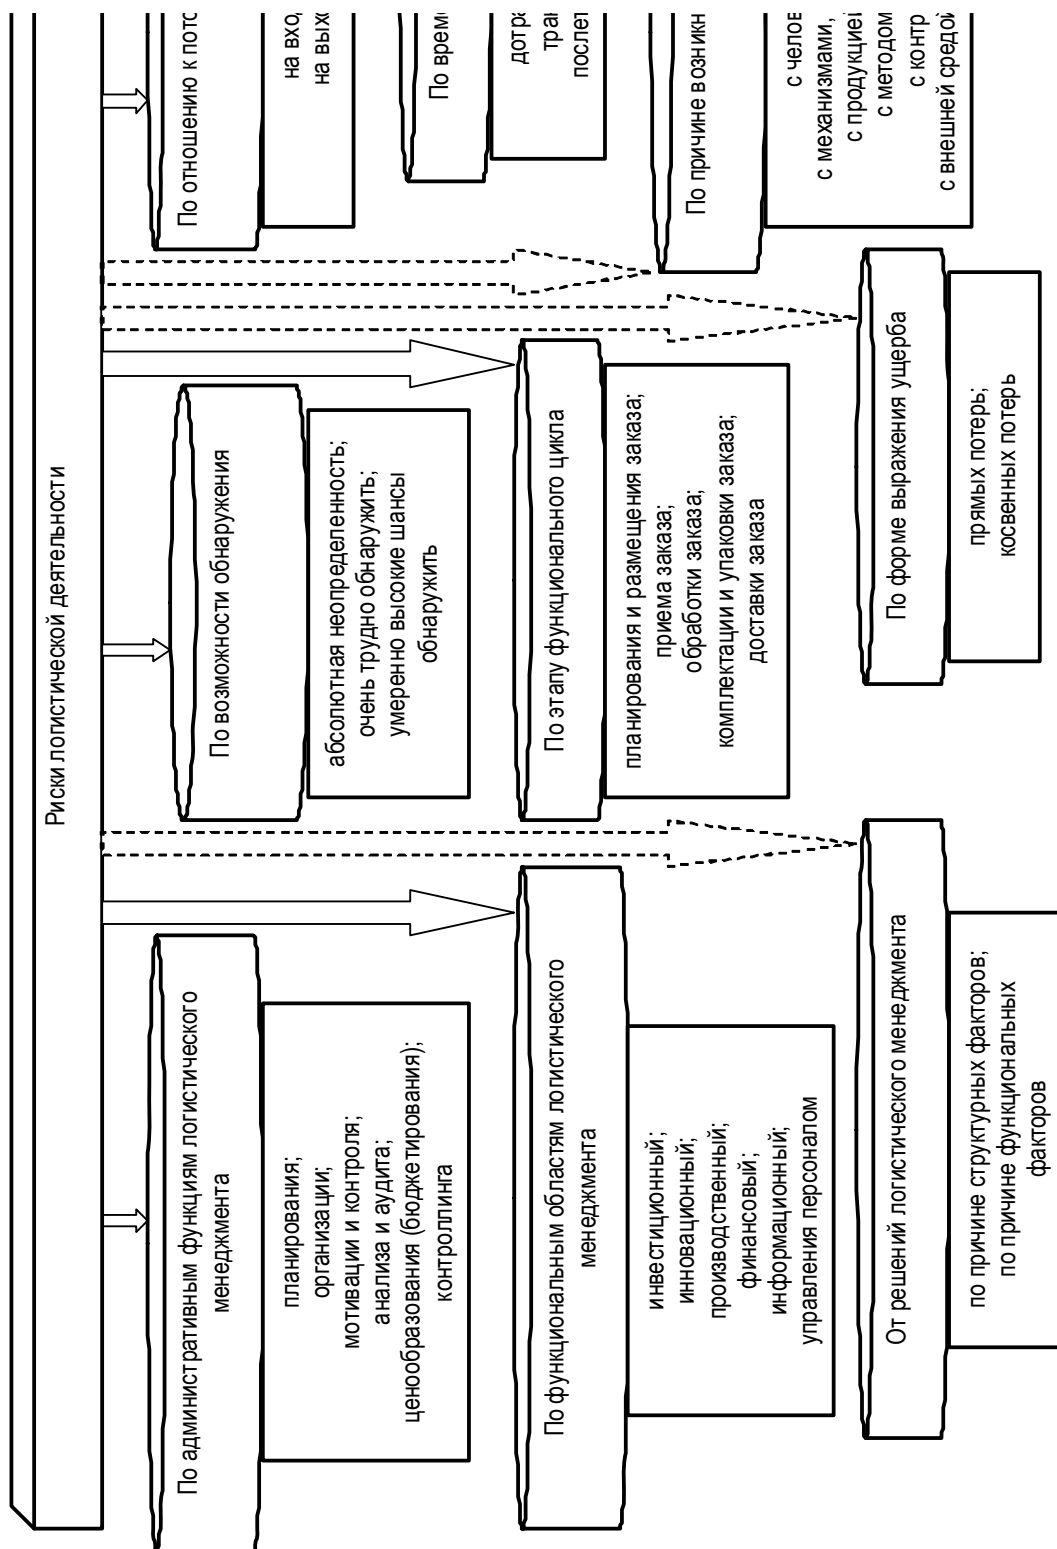 Риски логистической деятельности
По административным функциям логистического
менеджмента
планирования;
организации;
мотивации и контроля;
анализа и аудита;
ценообразования (бюджетирования);
контроллинга
По возможности обнаружения
абсолютная неопределенность;
очень трудно обнаружить;
умеренно высокие шансы
обнаружить
По отношению к пото
на вхо
на вых
По функциональным областям логистического
менеджмента
инвестиционный;
инновационный;
производственный;
финансовый;
информационный;
управления персоналом
По этапу функционального цикла
планирования и размещения заказа;
приема заказа;
обработки заказа;
комплектации и упаковки заказа;
доставки заказа
По време
дотра
тран
послет
От решений логистического менеджмента
по причине структурных факторов;
по причине функциональных
факторов
По форме выражения ущерба
прямых потерь;
косвенных потерь
По причине возникн
с челов
с механизмами,
с продукцией
с методом
с контр
с внешней средой